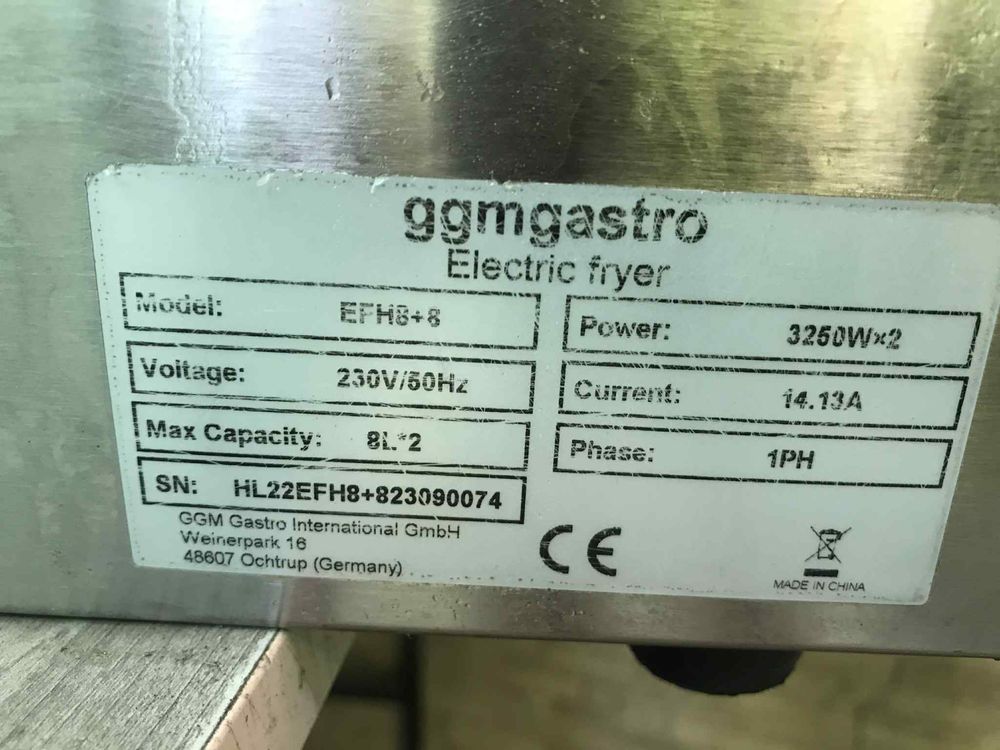 ggmgastro
Electric fryer
Model: EFH8+8
Power: 3250W×2
Voltage: 230V/50Hz
Current: 14.13A
Max Capacity: 8L*2
Phase: 1PH
SN: HL22EFH8+823090074
GGM Gastro International GmbH
Weinerpark 16
48607 Ochtrup (Germany)
CE
MADE IN CHINA